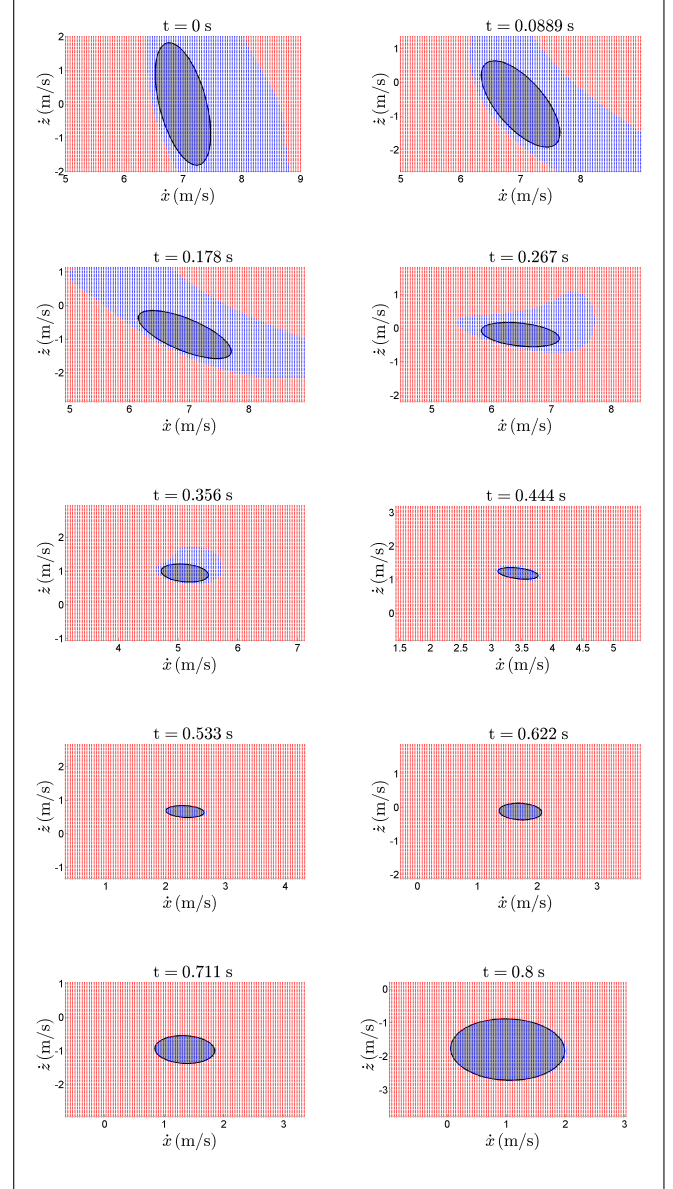 t = 0 s
2
1
0
-1
-2
ż (m/s)
5 6 7 8 9
ẋ (m/s)
t = 0.0889 s
1
0
-1
-2
ż (m/s)
5 6 7 8
ẋ (m/s)
t = 0.178 s
1
0
-1
-2
ż (m/s)
5 6 7 8
ẋ (m/s)
t = 0.267 s
1
0
-1
-2
ż (m/s)
5 6 7 8
ẋ (m/s)
t = 0.356 s
2
1
0
-1
ż (m/s)
4 5 6 7
ẋ (m/s)
t = 0.444 s
3
2
1
0
ż (m/s)
1.5 2 2.5 3 3.5 4 4.5 5
ẋ (m/s)
t = 0.533 s
2
1
0
-1
ż (m/s)
1 2 3 4
ẋ (m/s)
t = 0.622 s
1
0
-1
-2
ż (m/s)
0 1 2 3
ẋ (m/s)
t = 0.711 s
1
0
-1
-2
ż (m/s)
0 1 2 3
ẋ (m/s)
t = 0.8 s
0
-1
-2
-3
ż (m/s)
0 1 2 3
ẋ (m/s)